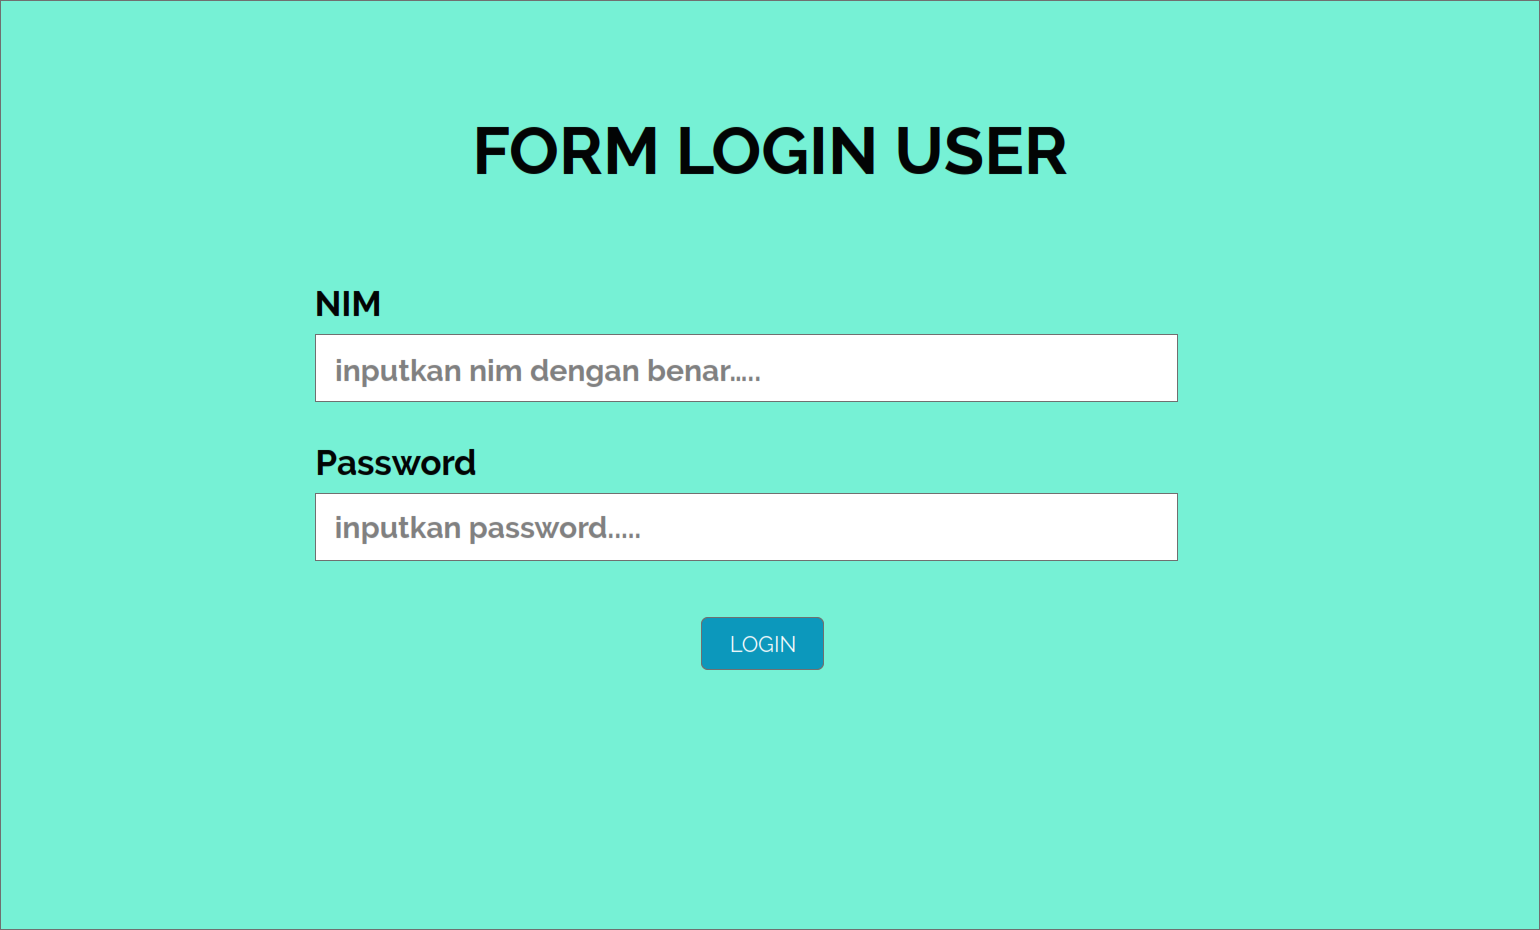 FORM LOGIN USER
NIM
inputkan nim dengan benar.....
Password
inputkan password.....
LOGIN